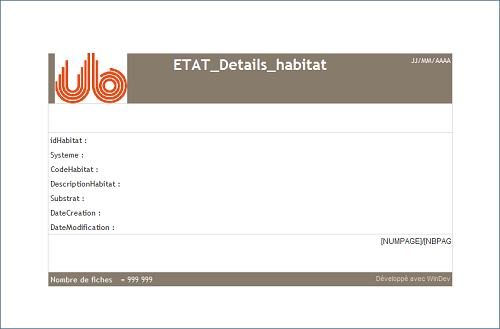 ub
ETAT_Details_habitat
JJ/MM/AAAA
idHabitat :
Systeme :
CodeHabitat :
DescriptionHabitat :
Substrat :
DateCreation :
DateModification :
[NUMPAGE]/[NBPAG
Nombre de fiches = 999 999
Développé avec WinDev